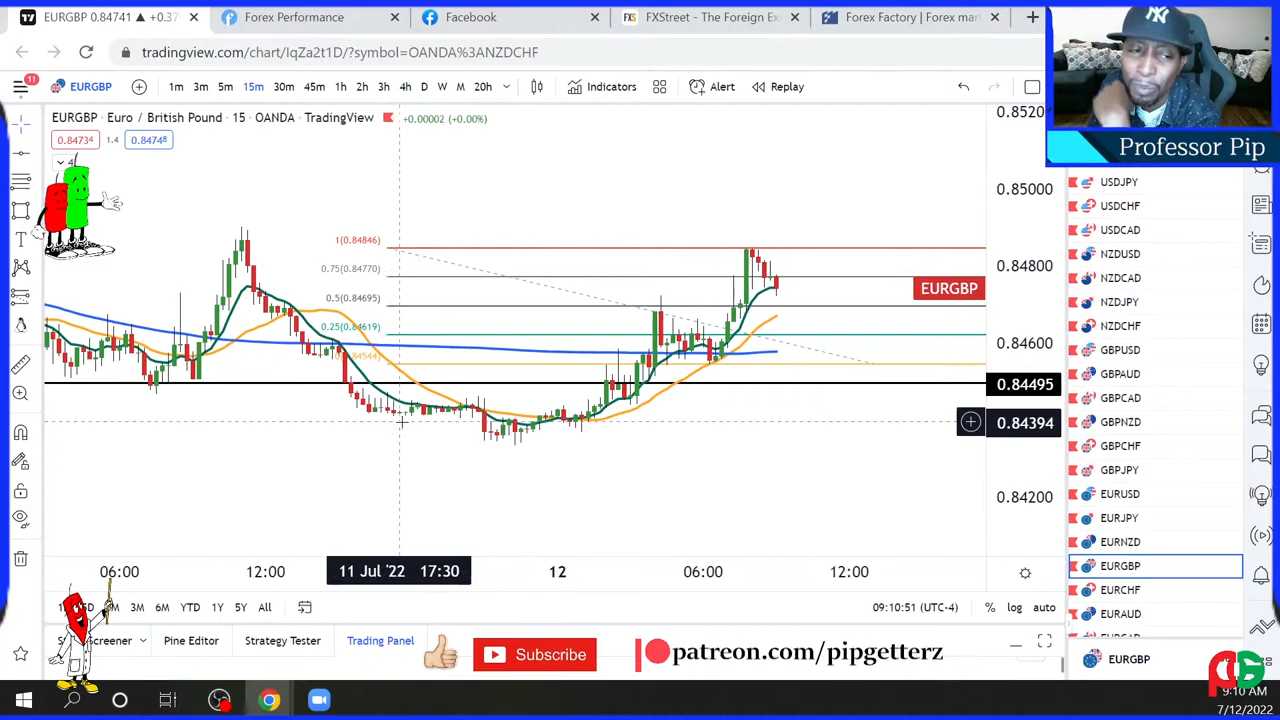 EURGBP 0.84741 ▲ +0.37
Forex Performance
Facebook
FXStreet - The Foreign Ex
Forex Factory | Forex mar
tradingview.com/chart/IqZa2t1D/?symbol=OANDA%3ANZDCHF
11
EURGBP
1m 3m 5m 15m 30m 45m 1h 2h 3h 4h D W M 20h
Indicators
Alert
Replay
EURGBP · Euro / British Pound · 15 · OANDA · TradingView
+0.00002 (+0.00%)
0.84734
1.4
0.84748
4
Professor Pip
0.85200
0.85000
0.84800
0.84600
0.84495
0.84394
0.84200
1(0.84846)
0.75(0.84770)
0.5(0.84695)
0.25(0.84619)
0.84544)
EURGBP
USDJPY
USDCHF
USDCAD
NZDUSD
NZDCAD
NZDJPY
NZDCHF
GBPUSD
GBPAUD
GBPCAD
GBPNZD
GBPCHF
GBPJPY
EURUSD
EURJPY
EURNZD
EURGBP
EURCHF
EURAUD
06:00
12:00
11 Jul '22 17:30
12
06:00
12:00
3M 6M YTD 1Y 5Y All
09:10:51 (UTC-4)
% log auto
Screener
Pine Editor
Strategy Tester
Trading Panel
EURGBP
Subscribe
patreon.com/pipgetterz
9:10 AM
7/12/2022